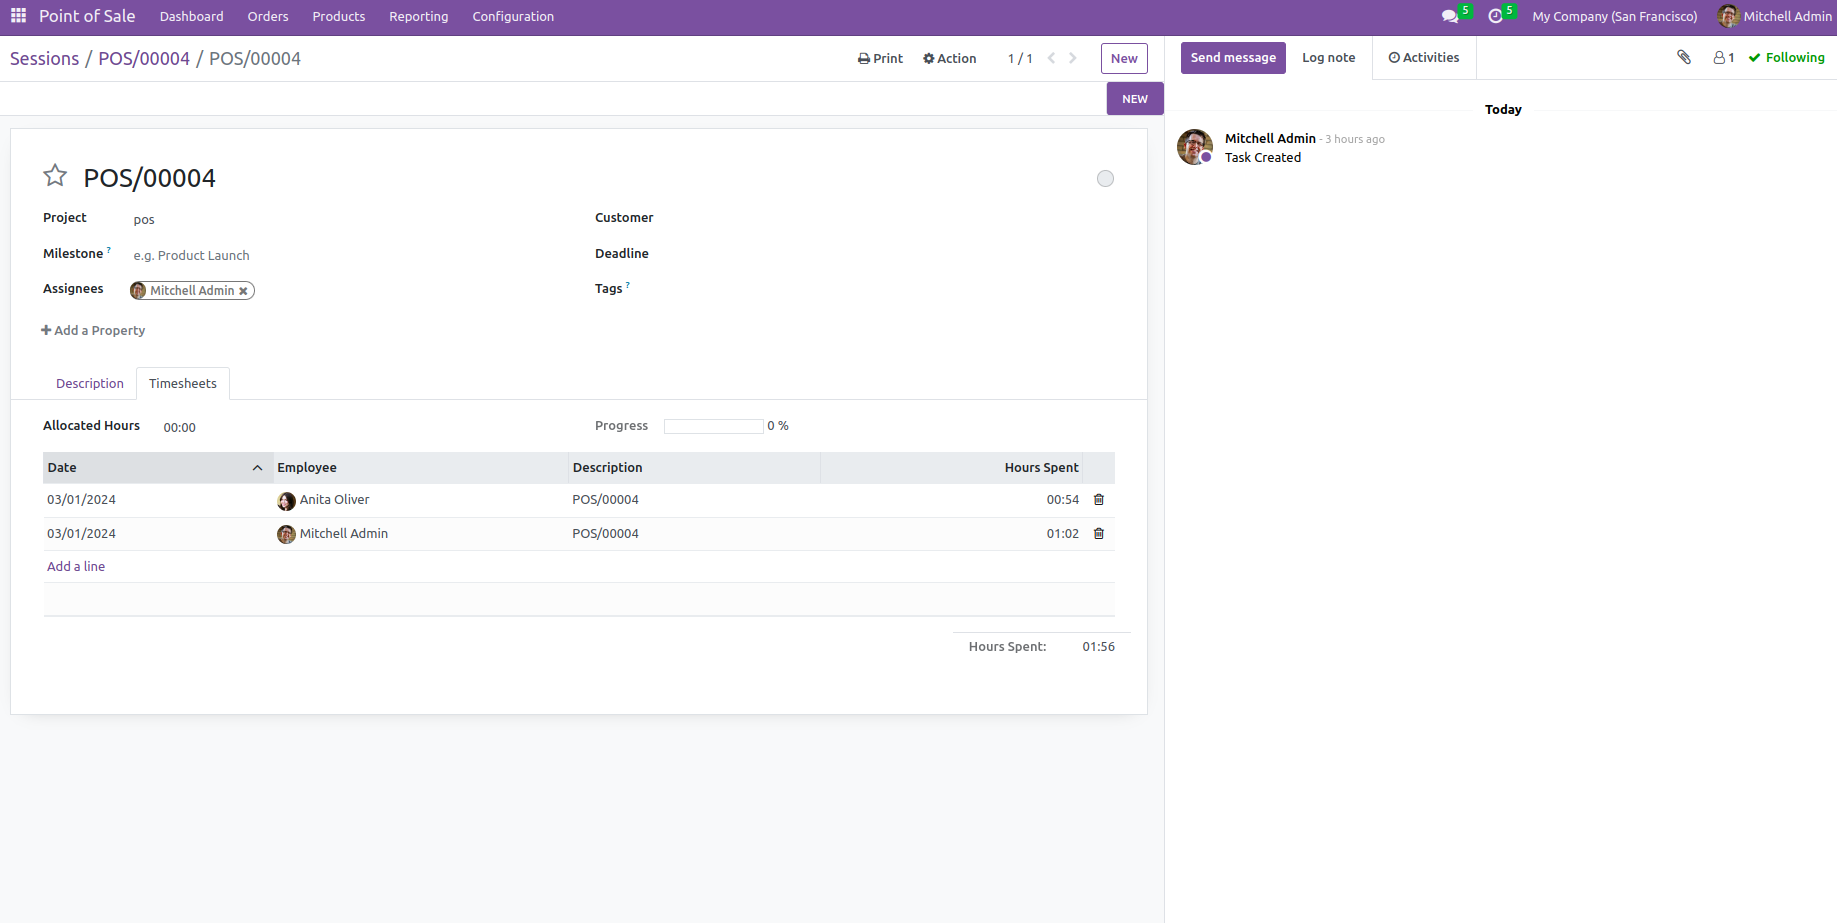 Point of Sale Dashboard Orders Products Reporting Configuration 5 5 My Company (San Francisco) Mitchell Admin
Sessions / POS/00004 / POS/00004 Print Action 1 / 1 New
Send message Log note Activities 1 Following
NEW
Today
Mitchell Admin - 3 hours ago
Task Created
POS/00004
Project pos
Customer
Milestone ? e.g. Product Launch
Deadline
Assignees Mitchell Admin
Tags ?
Add a Property
Description Timesheets
Allocated Hours 00:00 Progress 0 %
Date Employee Description Hours Spent
03/01/2024 Anita Oliver POS/00004 00:54
03/01/2024 Mitchell Admin POS/00004 01:02
Add a line
Hours Spent: 01:56